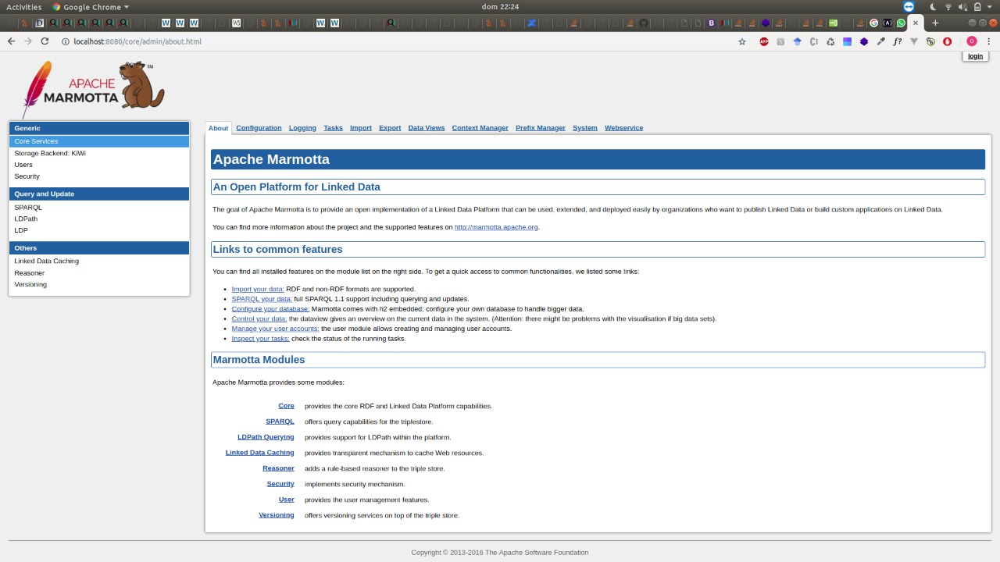 Activities
Google Chrome
dom 22:24
localhost:8080/core/admin/about.html
login
APACHE
MARMOTTA
TM
Generic
Core Services
Storage Backend: KiWi
Users
Security
Query and Update
SPARQL
LDPath
LDP
Others
Linked Data Caching
Reasoner
Versioning
About Configuration Logging Tasks Import Export Data Views Context Manager Prefix Manager System Webservice
Apache Marmotta
An Open Platform for Linked Data
The goal of Apache Marmotta is to provide an open implementation of a Linked Data Platform that can be used, extended, and deployed easily by organizations who want to publish Linked Data or build custom applications on Linked Data.
You can find more information about the project and the supported features on http://marmotta.apache.org.
Links to common features
You can find all installed features on the module list on the right side. To get a quick access to common functionalities, we listed some links:
Import your data: RDF and non-RDF formats are supported.
SPARQL your data: full SPARQL 1.1 support including querying and updates.
Configure your database: Marmotta comes with h2 embedded; configure your own database to handle bigger data.
Control your data: the dataview gives an overview on the current data in the system. (Attention: there might be problems with the visualisation if big data sets).
Manage your user accounts: the user module allows creating and managing user accounts.
Inspect your tasks: check the status of the running tasks.
Marmotta Modules
Apache Marmotta provides some modules:
Core provides the core RDF and Linked Data Platform capabilities.
SPARQL offers query capabilities for the triplestore.
LDPath Querying provides support for LDPath within the platform.
Linked Data Caching provides transparent mechanism to cache Web resources.
Reasoner adds a rule-based reasoner to the triple store.
Security implements security mechanism.
User provides the user management features.
Versioning offers versioning services on top of the triple store.
Copyright © 2013-2016 The Apache Software Foundation